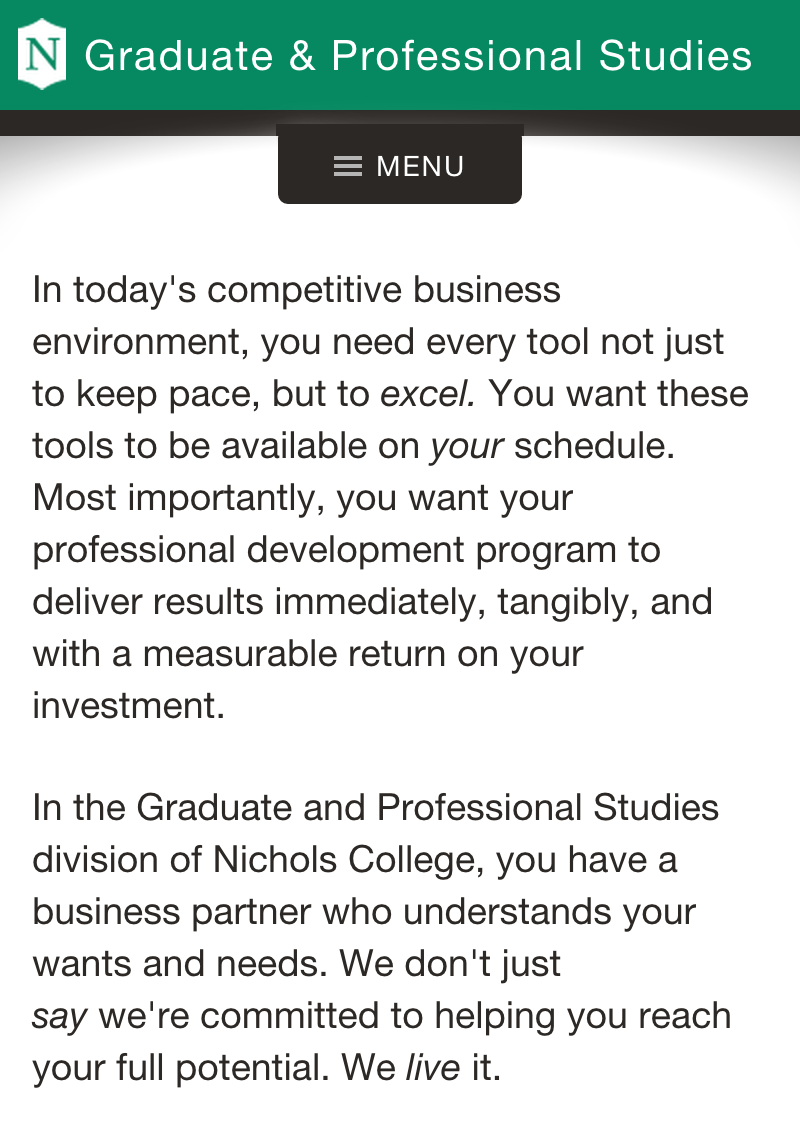 N Graduate & Professional Studies
MENU
In today's competitive business
environment, you need every tool not just
to keep pace, but to excel. You want these
tools to be available on your schedule.
Most importantly, you want your
professional development program to
deliver results immediately, tangibly, and
with a measurable return on your
investment.
In the Graduate and Professional Studies
division of Nichols College, you have a
business partner who understands your
wants and needs. We don't just
say we're committed to helping you reach
your full potential. We live it.